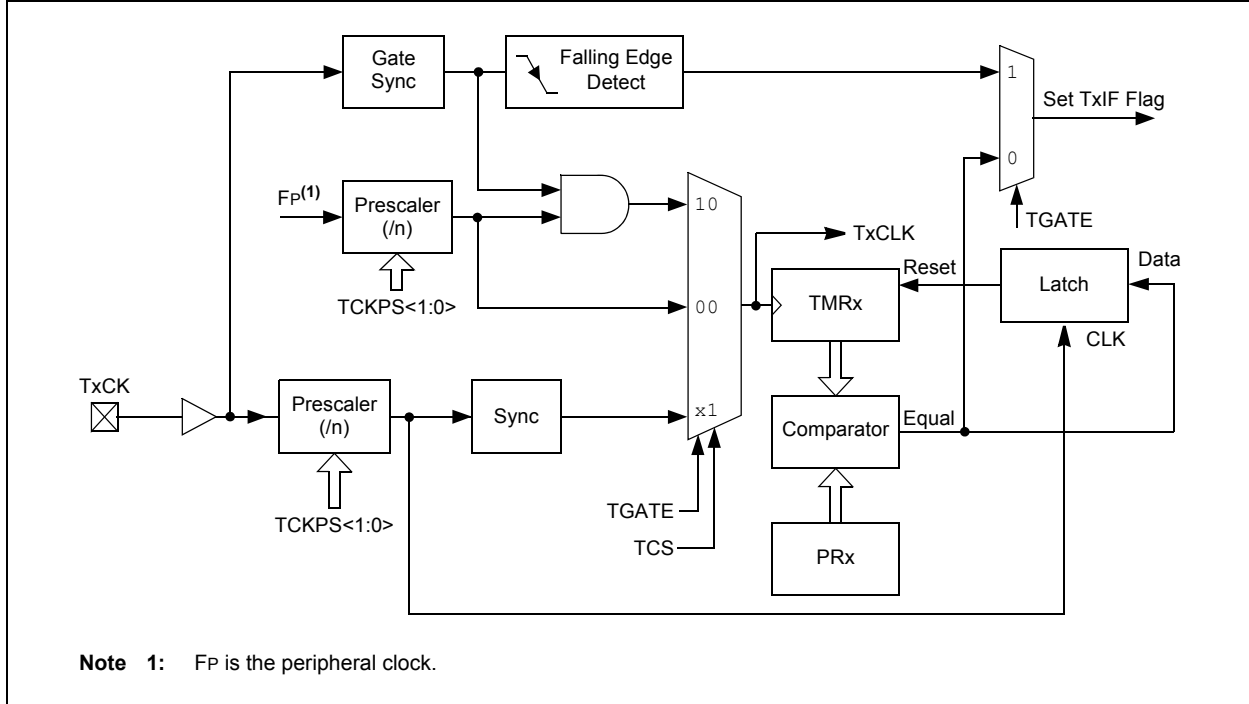 Gate
Sync
Falling Edge
Detect
1
Set TxIF Flag
0
FP(1)
Prescaler
(/n)
10
TGATE
TxCLK
Reset
Data
TCKPS<1:0>
00
TMRx
Latch
CLK
TxCK
Prescaler
(/n)
Sync
x1
Comparator
Equal
TCKPS<1:0>
TGATE
TCS
PRx
Note 1: FP is the peripheral clock.